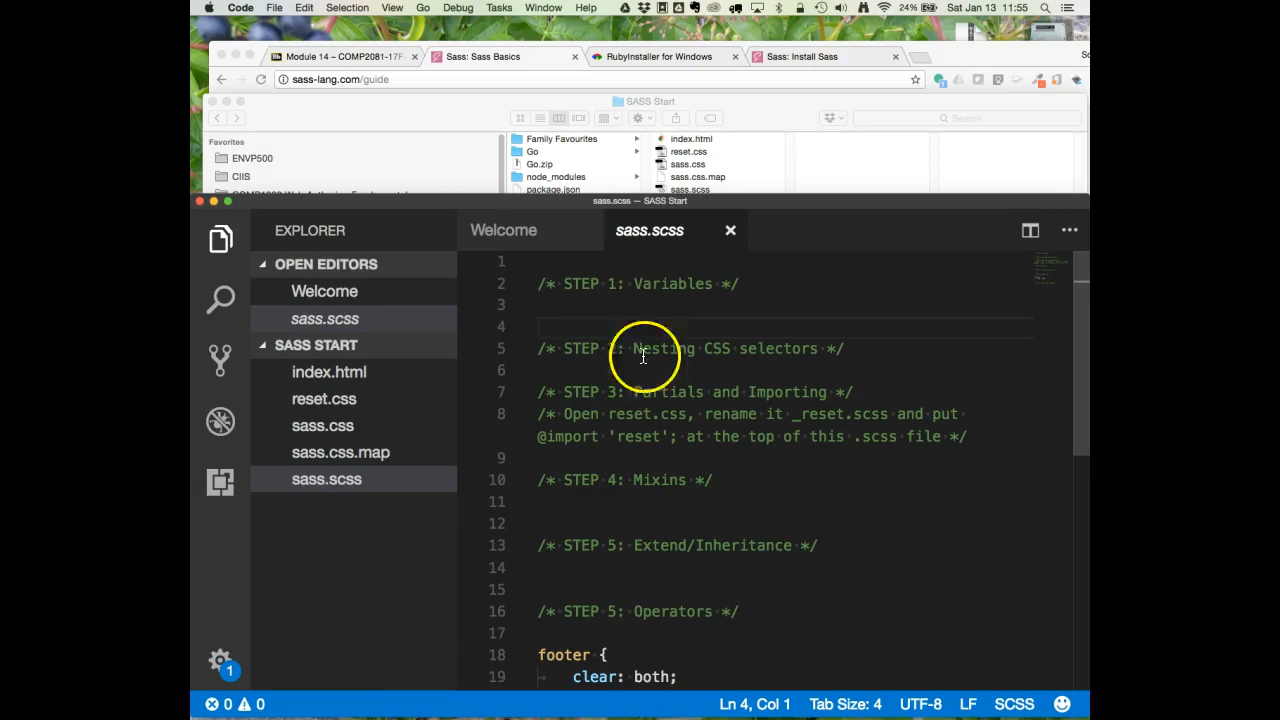 Code File Edit Selection View Go Debug Tasks Window Help 24% Sat Jan 13 11:55
Module 14 – COMP2081-17F- Sass: Sass Basics RubyInstaller for Windows Sass: Install Sass
sass-lang.com/guide
SASS Start
Search
Favorites
ENVP500
CIIS
Family Favourites
Go
Go.zip
node_modules
package.json
index.html
reset.css
sass.css
sass.css.map
sass.scss
sass.scss — SASS Start
EXPLORER
OPEN EDITORS
Welcome
sass.scss
SASS START
index.html
reset.css
sass.css
sass.css.map
sass.scss
1
Welcome sass.scss
1
2 /* STEP 1: Variables */
3
4
5 /* STEP 2: Nesting CSS selectors */
6
7 /* STEP 3: Partials and Importing */
8 /* Open reset.css, rename it _reset.scss and put
@import 'reset'; at the top of this .scss file */
9
10 /* STEP 4: Mixins */
11
12
13 /* STEP 5: Extend/Inheritance */
14
15
16 /* STEP 5: Operators */
17
18 footer {
19 clear: both;
0 0 Ln 4, Col 1 Tab Size: 4 UTF-8 LF SCSS